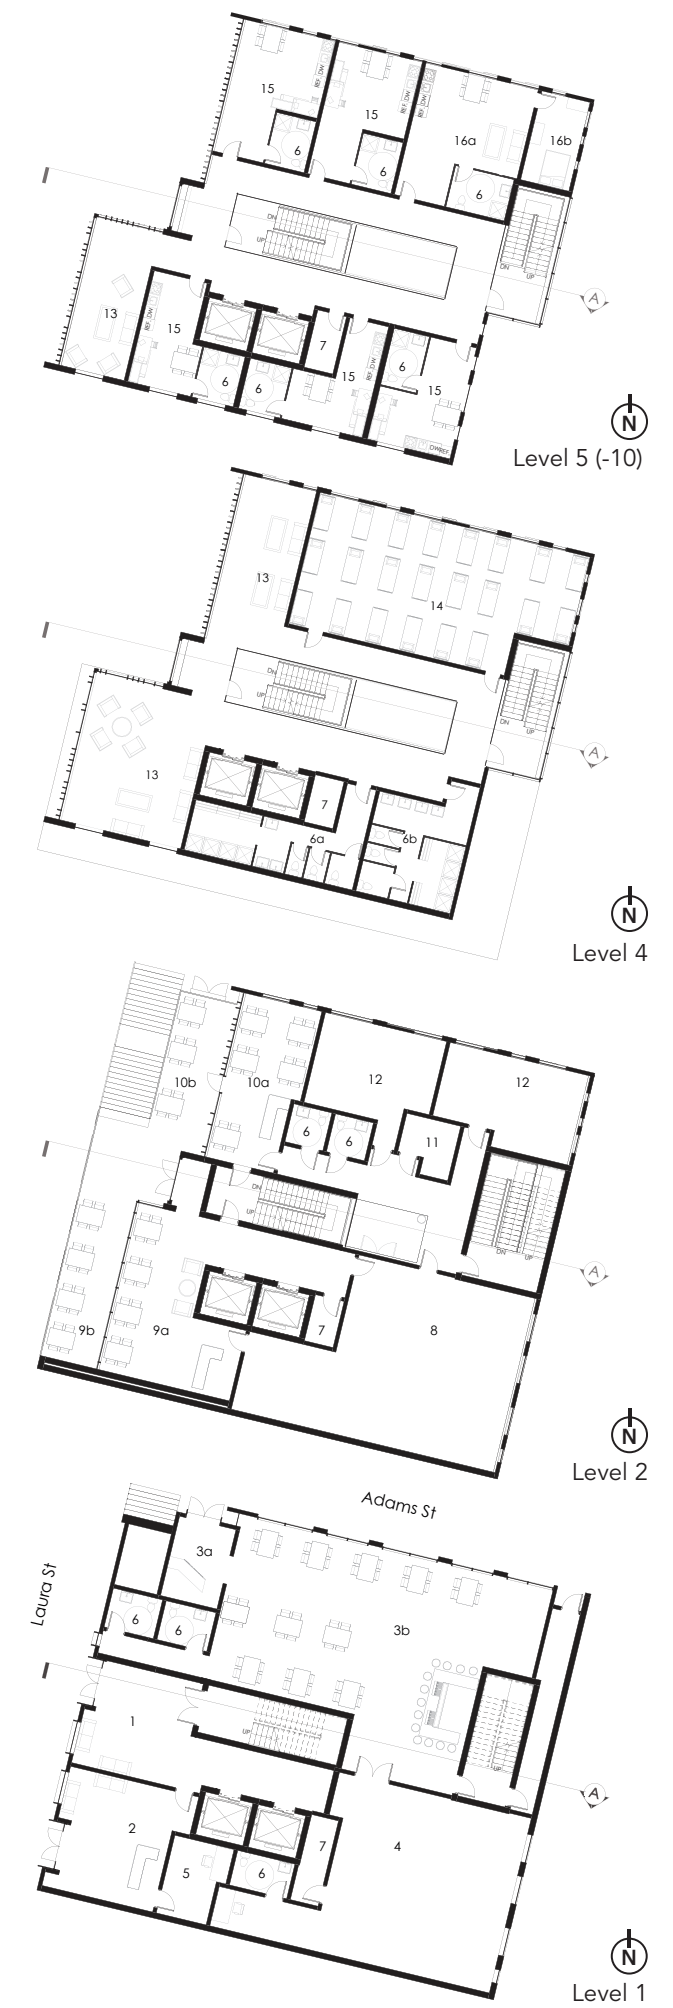 15
REF. DW
15
REF. DW
REF. DW
16a
16b
6
6
6
DN
UP
DN
UP
A
13
15
REF. DW
7
6
6
15
REF. DW
6
15
DWREF.
N
Level 5 (-10)
13
14
DN
UP
DN
UP
A
13
7
6a
6b
N
Level 4
10b
10a
12
12
6
6
11
DN
UP
DN
UP
A
9b
9a
7
8
N
Level 2
Adams St
Laura St
3a
6
6
3b
1
UP
UP
A
2
7
4
5
6
N
Level 1